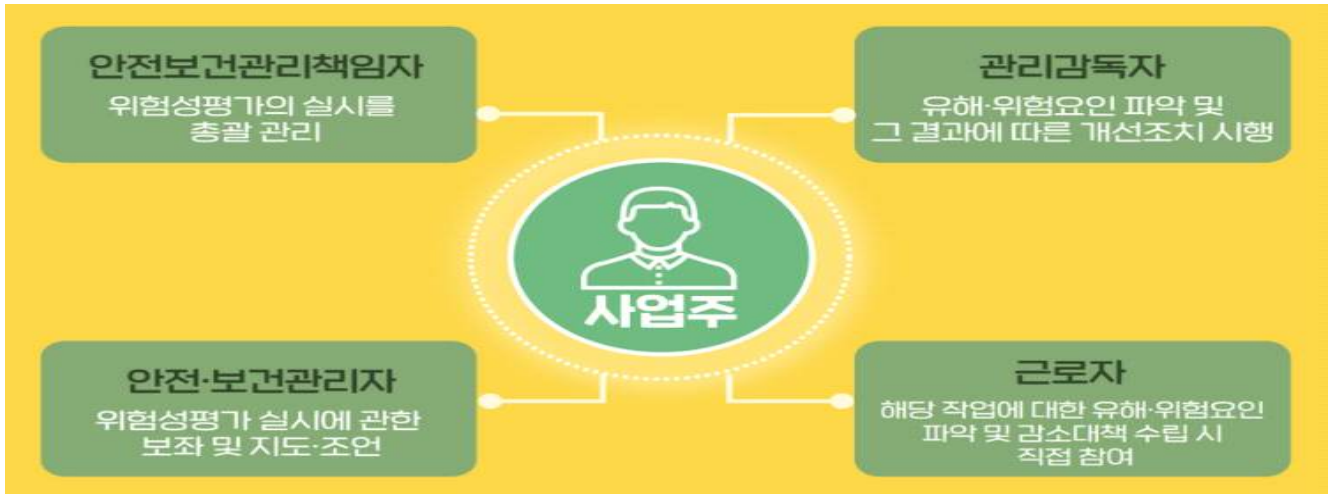 안전보건관리책임자
위험성평가의 실시를
총괄 관리
관리감독자
유해·위험요인 파악 및
그 결과에 따른 개선조치 시행
사업주
안전·보건관리자
위험성평가 실시에 관한
보좌 및 지도·조언
근로자
해당 작업에 대한 유해·위험요인
파악 및 감소대책 수립 시
직접 참여